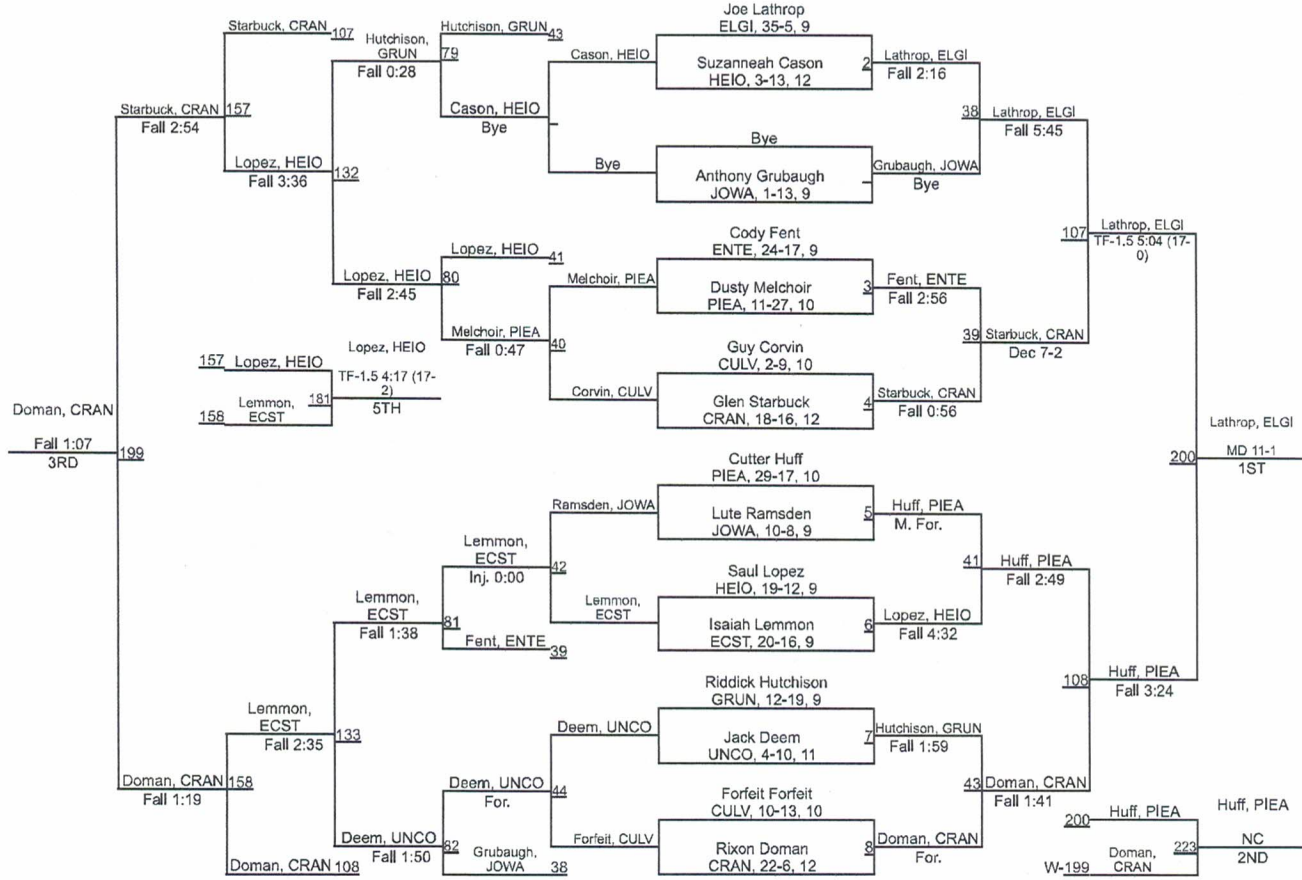 Joe Lathrop
ELGI, 35-5, 9
Starbuck, CRAN
107
Hutchison, GRUN
43
Hutchison,
GRUN
79
Fall 0:28
Cason, HEIO
Suzanneah Cason
HEIO, 3-13, 12
2
Lathrop, ELGI
Fall 2:16
Starbuck, CRAN
157
Fall 2:54
Cason, HEIO
Bye
38
Lathrop, ELGI
Fall 5:45
Lopez, HEIO
Fall 3:36
132
Bye
Bye
Anthony Grubaugh
JOWA, 1-13, 9
Grubaugh, JOWA
Bye
Cody Fent
ENTE, 24-17, 9
107
Lathrop, ELGI
TF-1.5 5:04 (17-
0)
Lopez, HEIO
41
Lopez, HEIO
80
Fall 2:45
Melchoir, PIEA
Dusty Melchoir
PIEA, 11-27, 10
3
Fent, ENTE
Fall 2:56
Melchoir, PIEA
Fall 0:47
40
39
Starbuck, CRAN
Dec 7-2
157
Lopez, HEIO
Lopez, HEIO
TF-1.5 4:17 (17-
2)
5TH
181
158
Lemmon,
ECST
Guy Corvin
CULV, 2-9, 10
Corvin, CULV
Glen Starbuck
CRAN, 18-16, 12
4
Starbuck, CRAN
Fall 0:56
Doman, CRAN
Fall 1:07
3RD
199
Lathrop, ELGI
200
MD 11-1
1ST
Cutter Huff
PIEA, 29-17, 10
Ramsden, JOWA
Lute Ramsden
JOWA, 10-8, 9
5
Huff, PIEA
M. For.
Lemmon,
ECST
Inj. 0:00
42
41
Huff, PIEA
Fall 2:49
Saul Lopez
HEIO, 19-12, 9
Lemmon,
ECST
Fall 1:38
81
Lemmon,
ECST
Isaiah Lemmon
ECST, 20-16, 9
6
Lopez, HEIO
Fall 4:32
Fent, ENTE
39
108
Huff, PIEA
Fall 3:24
Riddick Hutchison
GRUN, 12-19, 9
Lemmon,
ECST
Fall 2:35
133
Deem, UNCO
Jack Deem
UNCO, 4-10, 11
7
Hutchison, GRUN
Fall 1:59
Doman, CRAN
158
Fall 1:19
Deem, UNCO
For.
44
43
Doman, CRAN
Fall 1:41
Forfeit Forfeit
CULV, 10-13, 10
Deem, UNCO
82
Fall 1:50
Forfeit, CULV
Rixon Doman
CRAN, 22-6, 12
8
Doman, CRAN
For.
Doman, CRAN
108
Grubaugh,
JOWA
38
200
Huff, PIEA
Huff, PIEA
223
NC
2ND
W-199
Doman,
CRAN